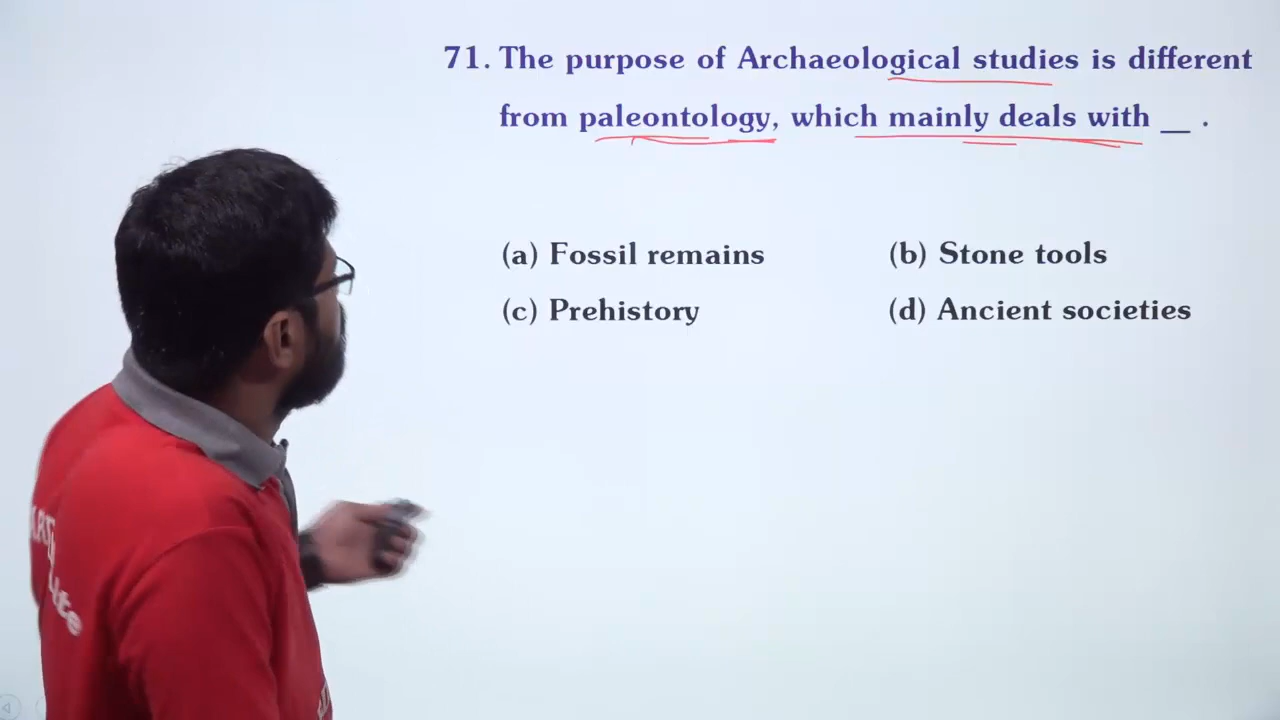 71. The purpose of Archaeological studies is different
from paleontology, which mainly deals with __ .
(a) Fossil remains
(b) Stone tools
(c) Prehistory
(d) Ancient societies